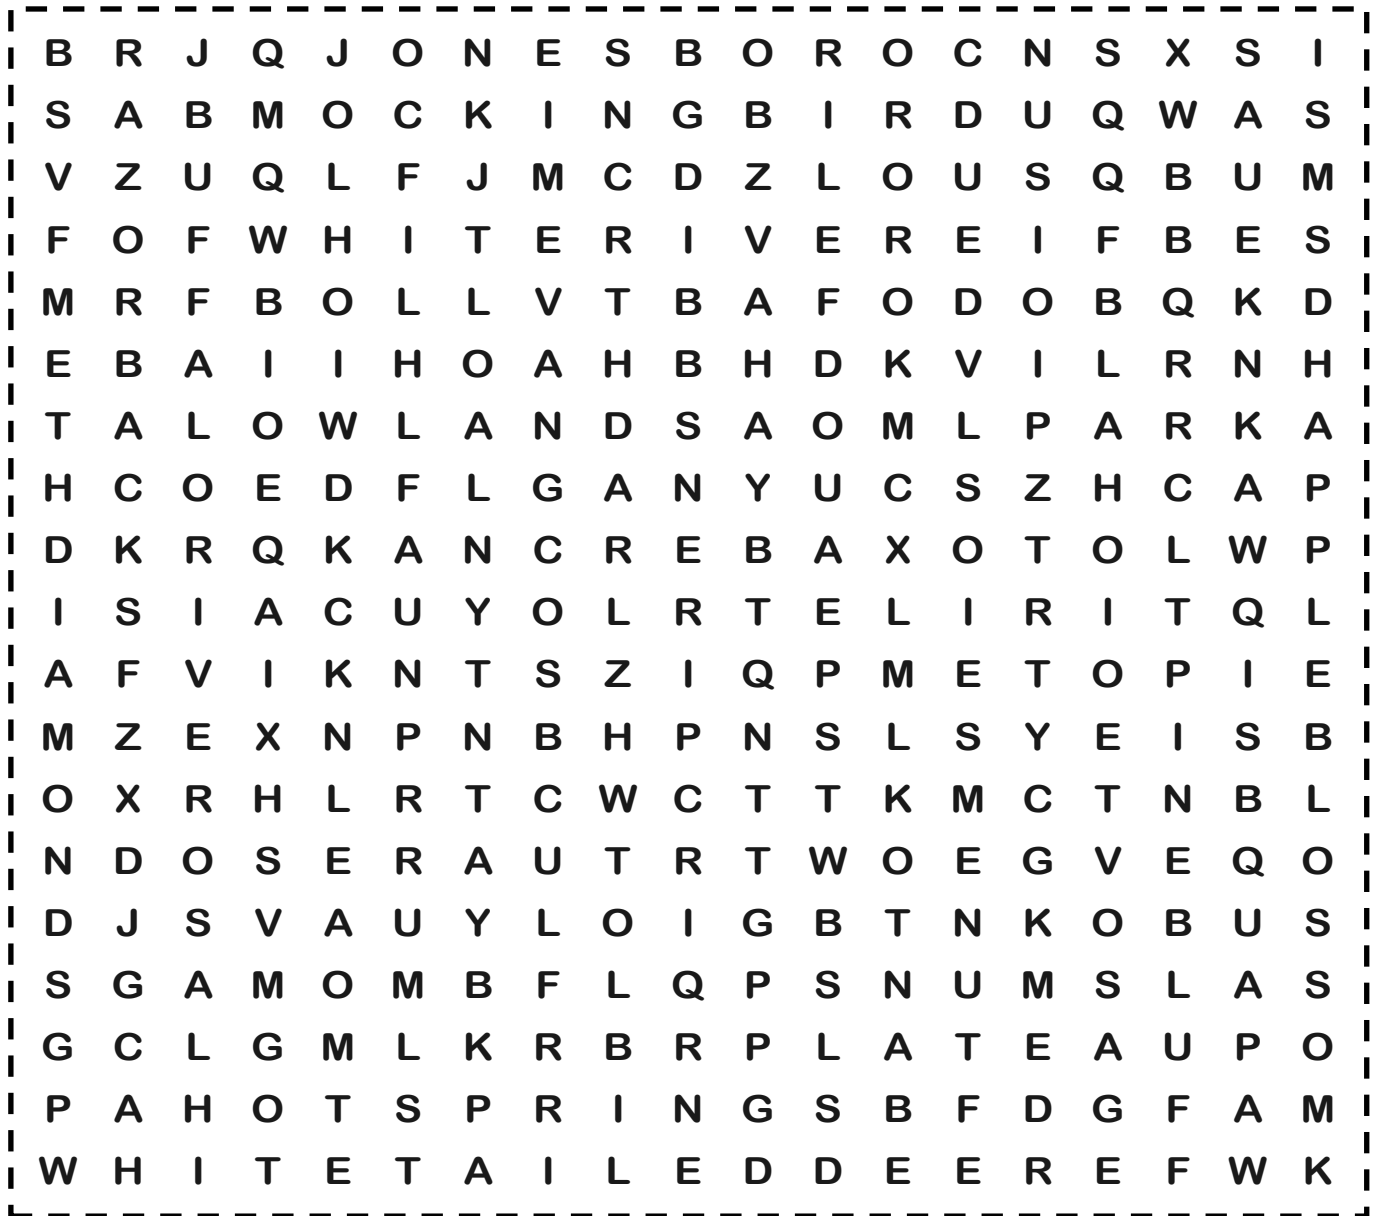 B R J Q J O N E S B O R O C N S X S I
S A B M O C K I N G B I R D U Q W A S
V Z U Q L F J M C D Z L O U S Q B U M
F O F W H I T E R I V E R E I F B E S
M R F B O L L V T B A F O D O B Q K D
E B A I I H O A H B H D K V I L R N H
T A L O W L A N D S A O M L P A R K A
H C O E D F L G A N Y U C S Z H C A P
D K R Q K A N C R E B A X O T O L W P
I S I A C U Y O L R T E L I R I T Q L
A F V I K N T S Z I Q P M E T O P I E
M Z E X N P N B H P N S L S Y E I S B
O X R H L R T C W C T T K M C T N B L
N D O S E R A U T R T W O E G V E Q O
D J S V A U Y L O I G B T N K O B U S
S G A M O M B F L Q P S N U M S L A S
G C L G M L K R B R P L A T E A U P O
P A H O T S P R I N G S B F D G F A M
W H I T E T A I L E D D E E R E F W K